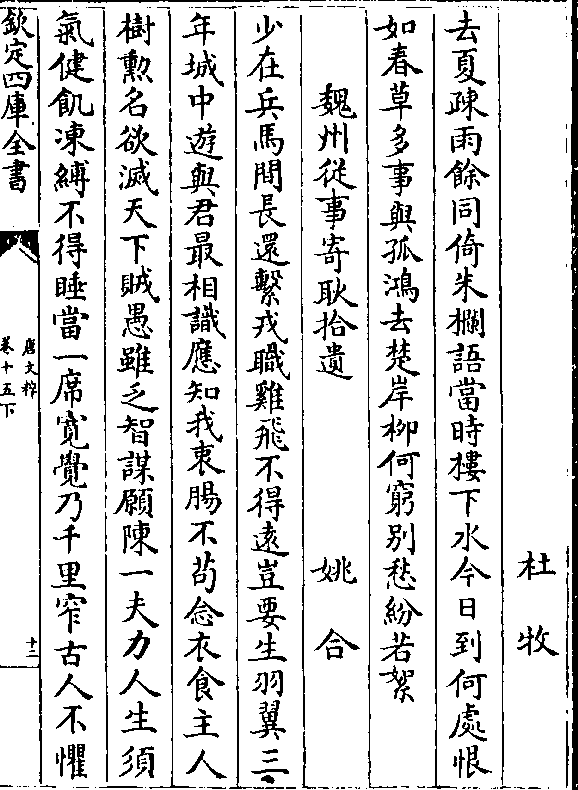 杜牧
去夏疎雨餘同倚朱欄語當時樓下水今日到何處恨
如春草多事與孤鴻去楚岸柳何窮別愁紛若絮
魏州從事寄耿拾遺 姚合
少在兵馬間長還繫戎職雞飛不得遠豈要生羽翼三
年城中遊與君最相識應知我衷腸不苟念衣食主人
樹勲名欲滅天下賊愚雖乏智謀願陳一夫力人生須
氣健飢凍縛不得睡當一席寛覺乃千里窄古人不懼
欽定四庫全書
唐文粹
卷十五下
十二